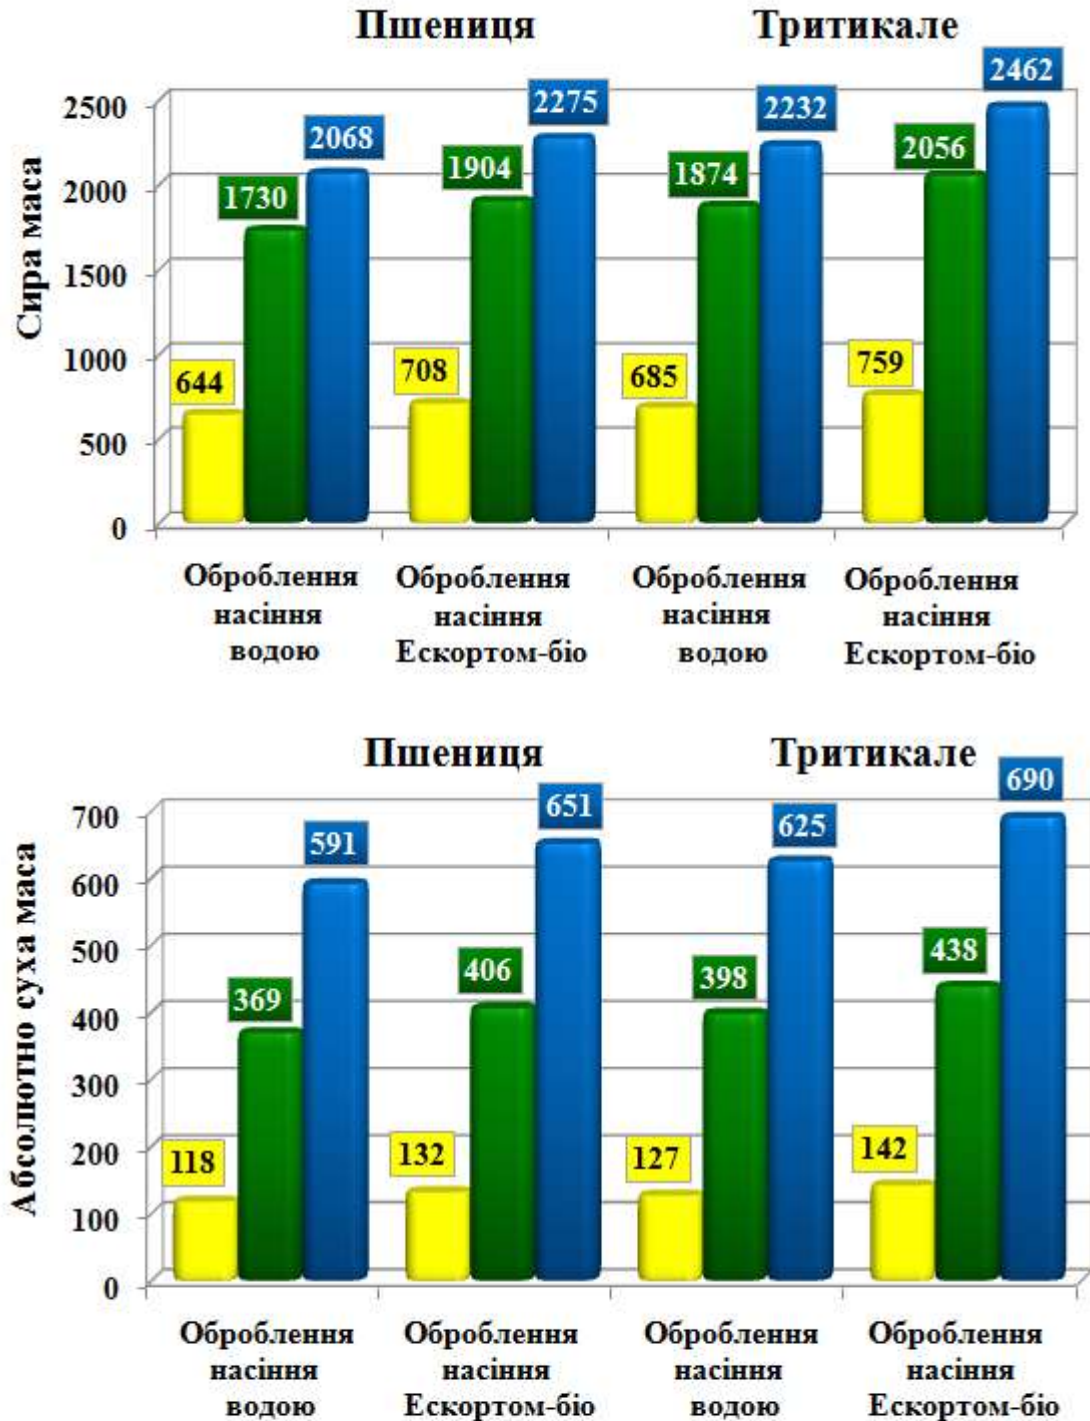 Пшениця Тритикале
Сира маса
2500
2000
1500
1000
500
0
644
1730
2068
708
1904
2275
685
1874
2232
759
2056
2462
Оброблення
насіння
водою
Оброблення
насіння
Ескортом-біо
Оброблення
насіння
водою
Оброблення
насіння
Ескортом-біо
Пшениця Тритикале
Абсолютно суха маса
700
600
500
400
300
200
100
0
118
369
591
132
406
651
127
398
625
142
438
690
Оброблення
насіння
водою
Оброблення
насіння
Ескортом-біо
Оброблення
насіння
водою
Оброблення
насіння
Ескортом-біо